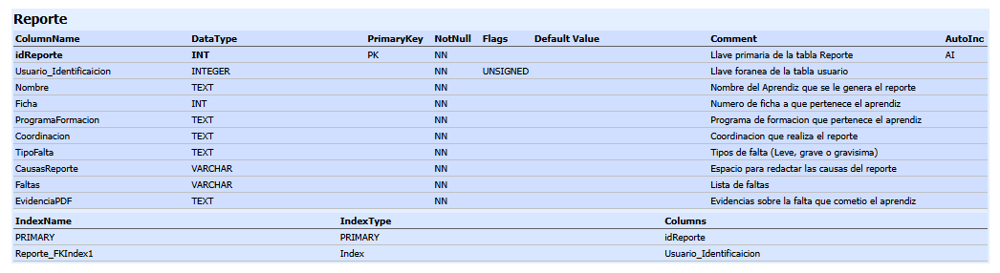 Reporte
ColumnName DataType PrimaryKey NotNull Flags Default Value Comment AutoInc
idReporte INT PK NN Llave primaria de la tabla Reporte AI
Usuario_Identificaicion INTEGER NN UNSIGNED Llave foranea de la tabla usuario
Nombre TEXT NN Nombre del Aprendiz que se le genera el reporte
Ficha INT NN Numero de ficha a que pertenece el aprendiz
ProgramaFormacion TEXT NN Programa de formacion que pertenece el aprendiz
Coordinacion TEXT NN Coordinacion que realiza el reporte
TipoFalta TEXT NN Tipos de falta (Leve, grave o gravisima)
CausasReporte VARCHAR NN Espacio para redactar las causas del reporte
Faltas VARCHAR NN Lista de faltas
EvidenciaPDF TEXT NN Evidencias sobre la falta que cometio el aprendiz
IndexName IndexType Columns
PRIMARY PRIMARY idReporte
Reporte_FKIndex1 Index Usuario_Identificaicion